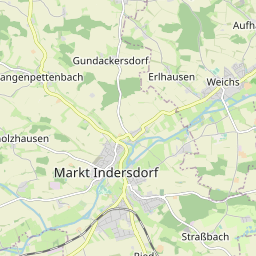 Aufha
Gundackersdorf
Erlhausen
angenpettenbach
Weichs
olzhausen
Markt Indersdorf
Straßbach
Ried